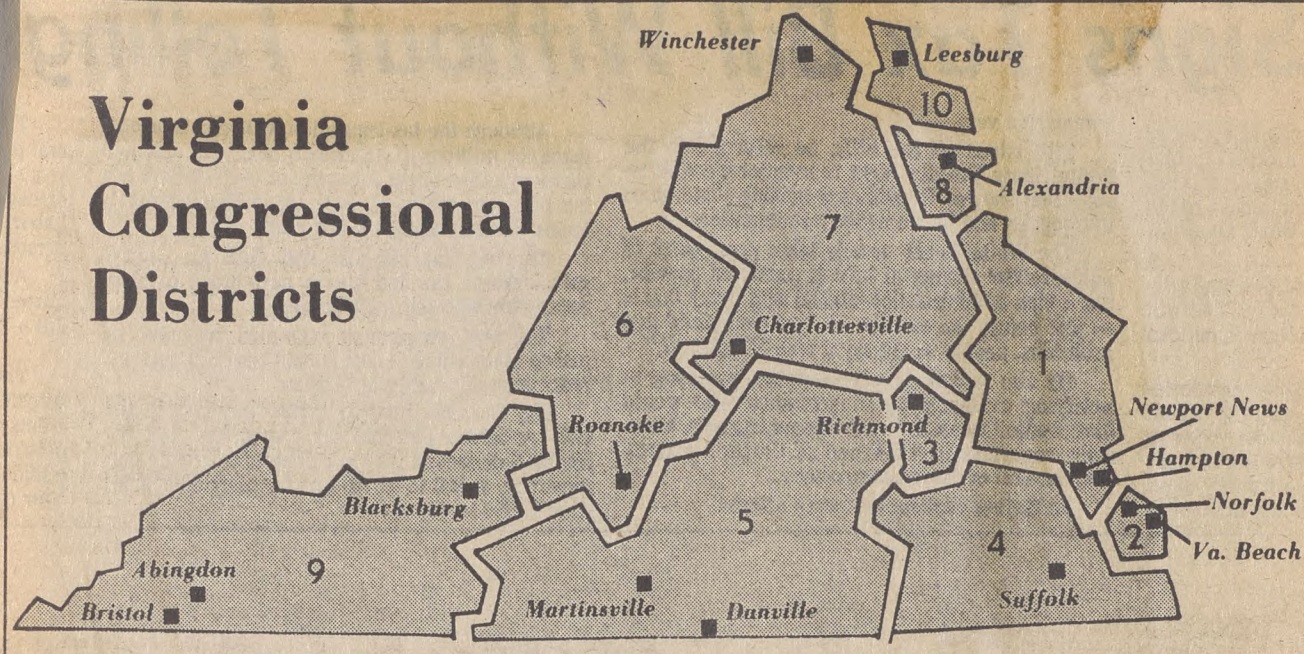 Virginia
Congressional
Districts
Winchester
Leesburg
10
8
Alexandria
7
6
Charlottesville
1
Newport News
Roanoke
Richmond
3
Hampton
Blacksburg
Norfolk
5
4
2
Va. Beach
9
Abingdon
Suffolk
Bristol
Martinsville
Danville